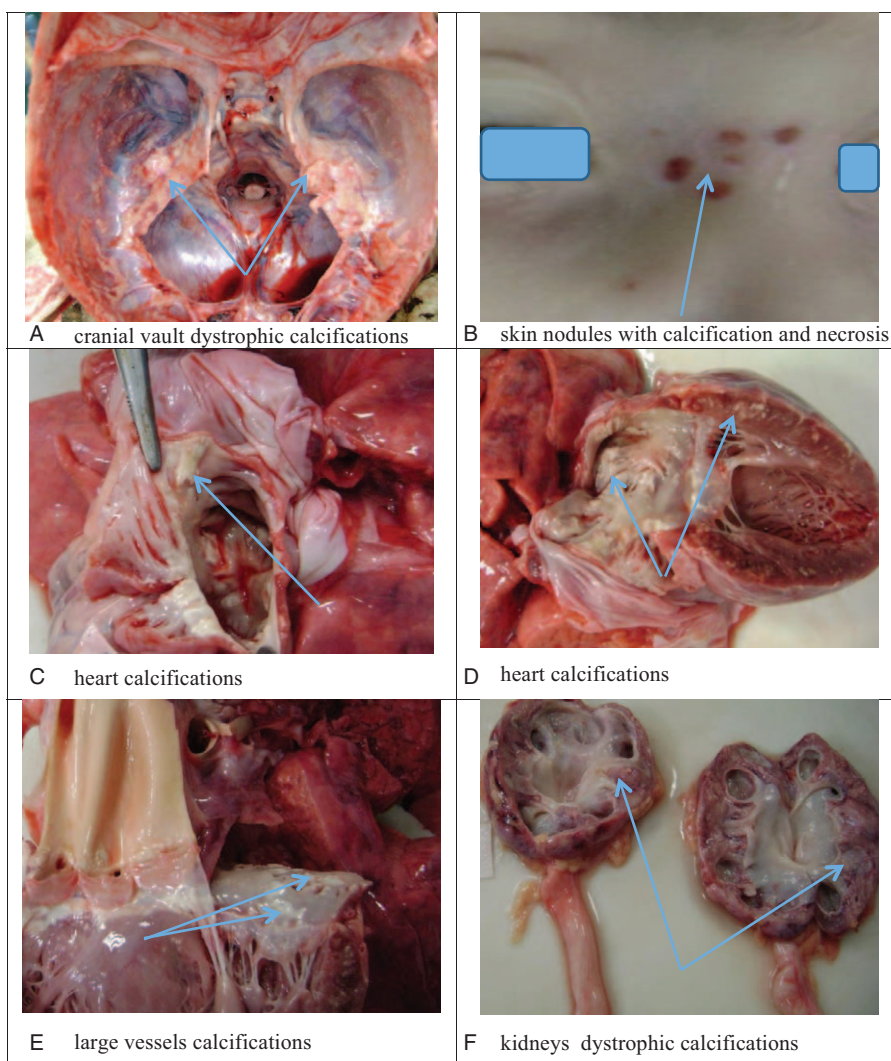 A cranial vault dystrophic calcifications
B skin nodules with calcification and necrosis
C heart calcifications
D heart calcifications
E large vessels calcifications
F kidneys dystrophic calcifications